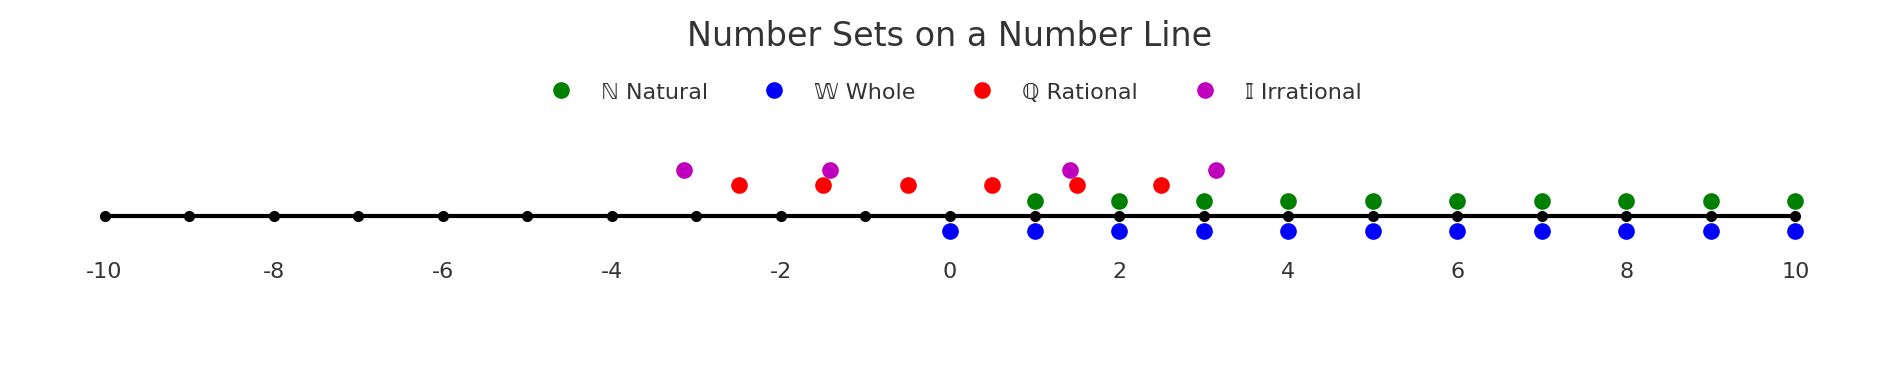 Number Sets on a Number Line
ℕ Natural 𝕎 Whole ℚ Rational 𝕀 Irrational
-10 -8 -6 -4 -2 0 2 4 6 8 10